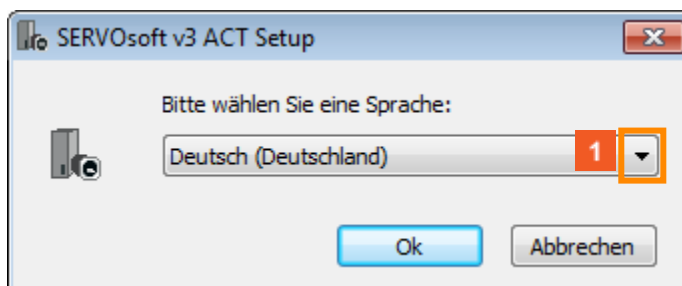 SERVOsoft v3 ACT Setup
Bitte wählen Sie eine Sprache:
Deutsch (Deutschland) 1
Ok Abbrechen